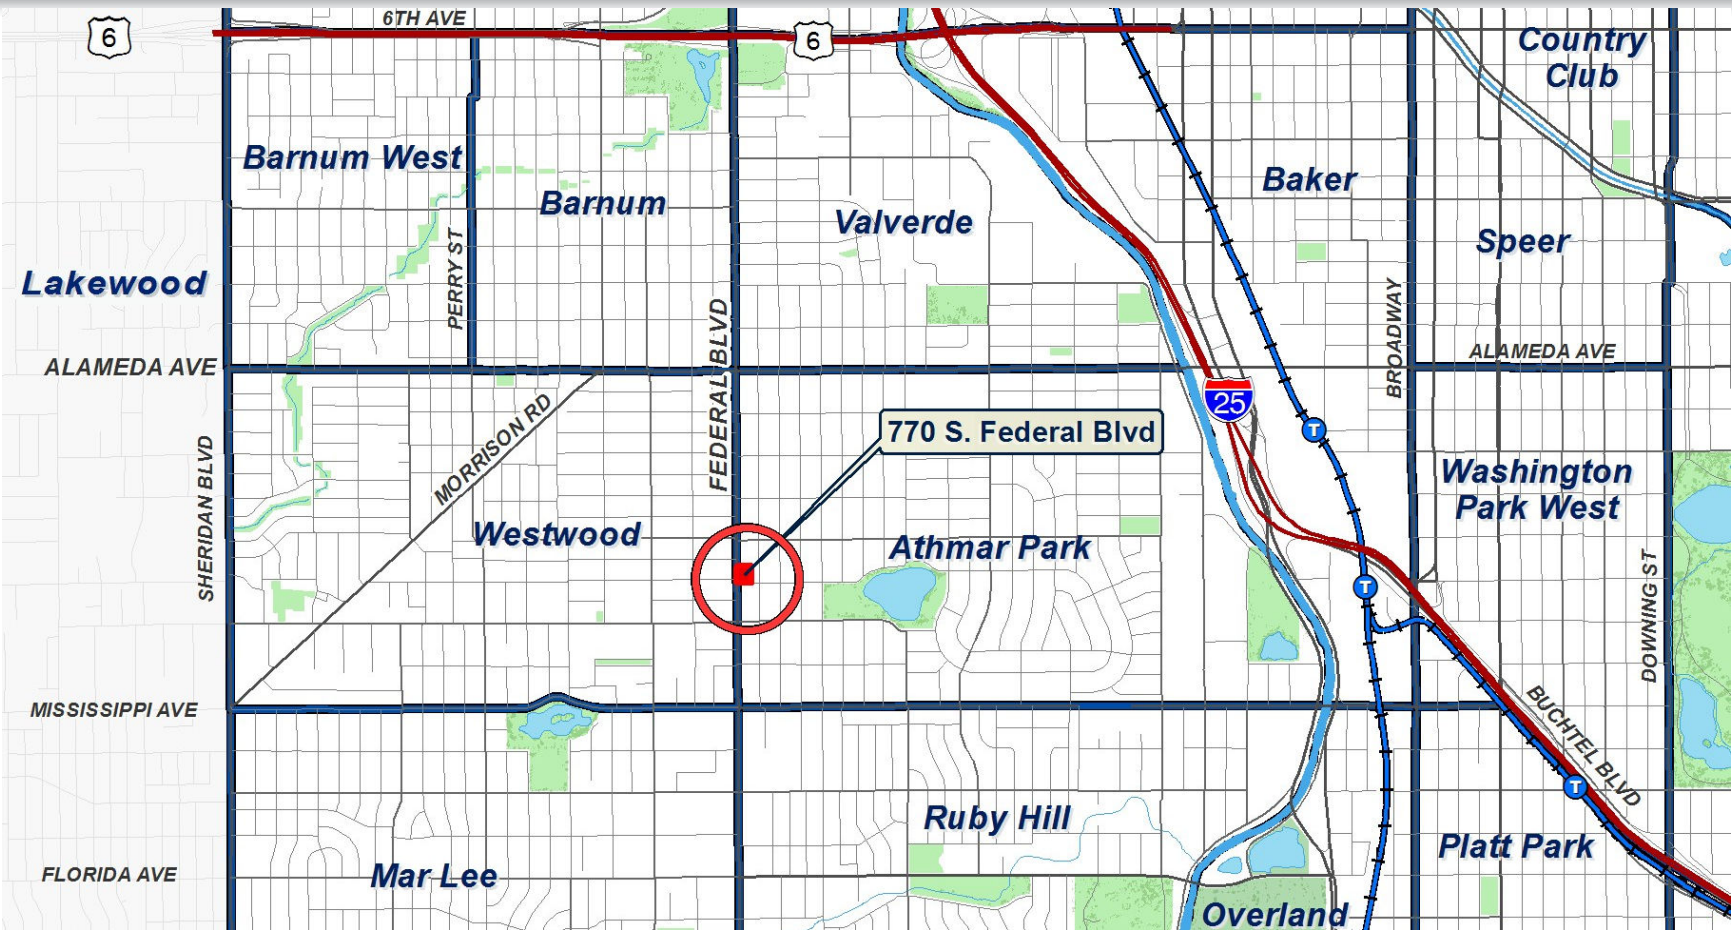 6TH AVE
6
6
Country
Club
Barnum West
Barnum
Baker
Valverde
Speer
PERRY ST
Lakewood
FEDERAL BLVD
BROADWAY
ALAMEDA AVE
ALAMEDA AVE
25
MORRISON RD
770 S. Federal Blvd
T
SHERIDAN BLVD
Washington
Park West
Westwood
Athmar Park
T
DOWNING ST
MISSISSIPPI AVE
BUCHTEL BLVD
T
Ruby Hill
Platt Park
FLORIDA AVE
Mar Lee
Overland